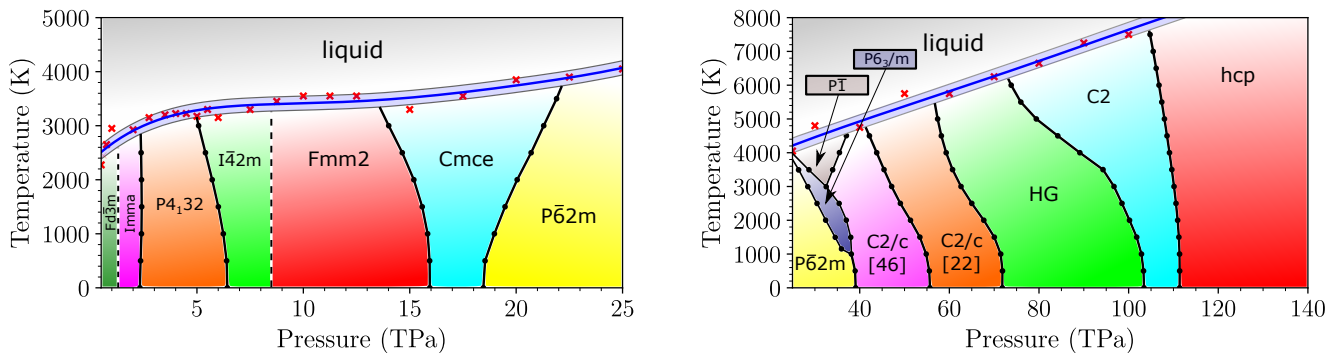 5000
4000
3000
2000
1000
0
Temperature (K)
liquid
Fd3̅m
Imma
P4₁32
I4̅2m
Fmm2
Cmce
P6̅2m
5
10
15
20
25
Pressure (TPa)
8000
7000
6000
5000
4000
3000
2000
1000
0
Temperature (K)
liquid
P6₃/m
P1̅
hcp
C2
HG
C2/c
[46]
C2/c
[22]
P6̅2m
40
60
80
100
120
140
Pressure (TPa)